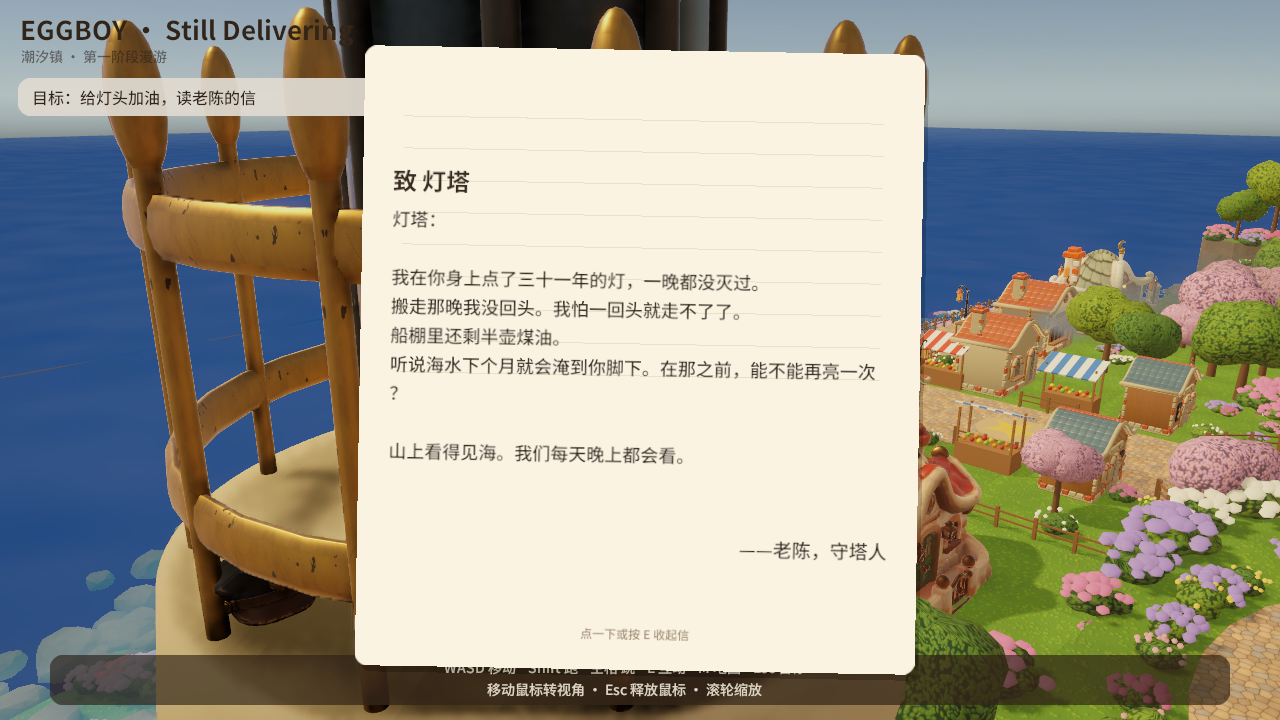 EGGBOY · Still Delivering
潮汐镇 · 第一阶段漫游
目标：给灯头加油，读老陈的信
致 灯塔
灯塔：
我在你身上点了三十一年的灯，一晚都没灭过。
搬走那晚我没回头。我怕一回头就走不了了。
船棚里还剩半壶煤油。
听说海水下个月就会淹到你脚下。在那之前，能不能再亮一次
？
山上看得见海。我们每天晚上都会看。
——老陈，守塔人
点一下或按 E 收起信
移动鼠标转视角 · Esc 释放鼠标 · 滚轮缩放